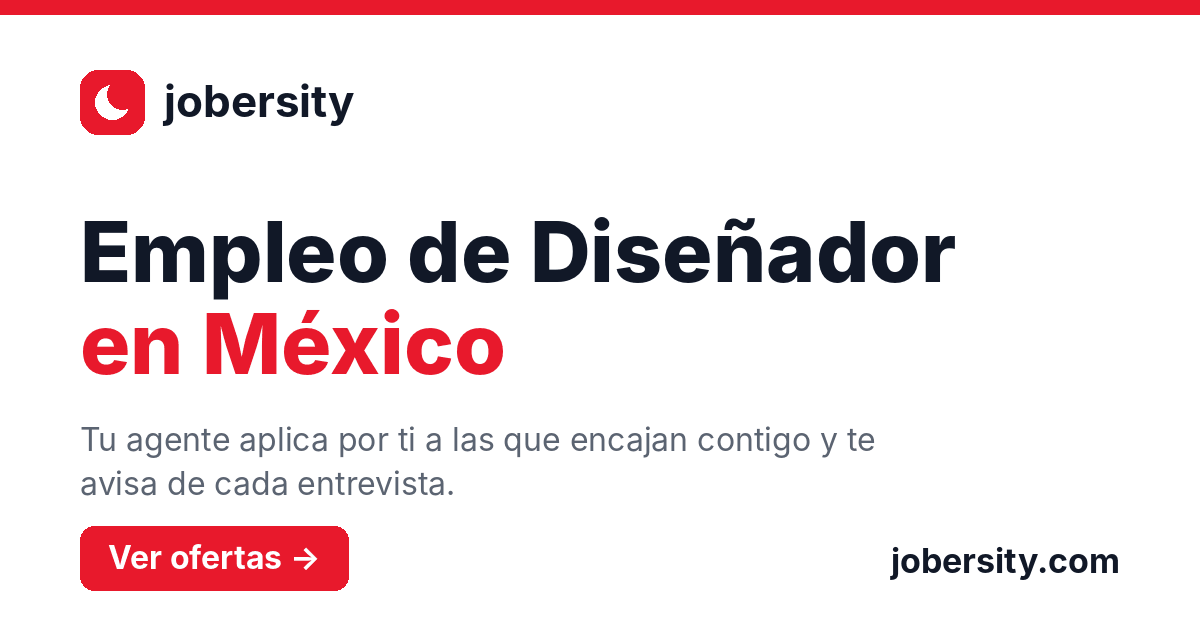 jobersity
Empleo de Diseñador
en México
Tu agente aplica por ti a las que encajan contigo y te
avisa de cada entrevista.
Ver ofertas →
jobersity.com